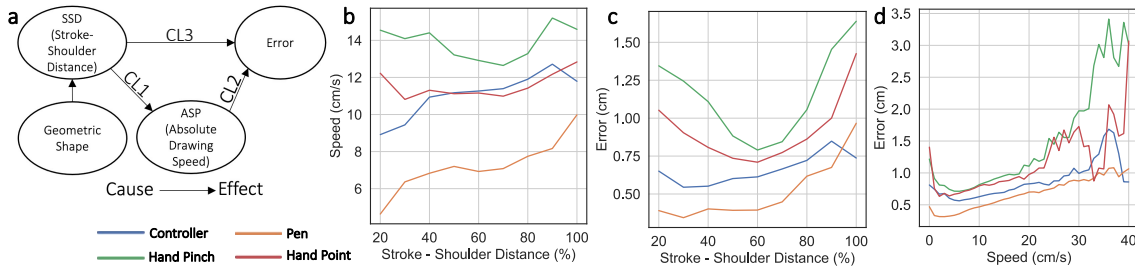 a
SSD
(Stroke-
Shoulder
Distance)
CL3
Error
CL1
CL2
Geometric
Shape
ASP
(Absolute
Drawing
Speed)
Cause
Effect
Controller
Pen
Hand Pinch
Hand Point
b
Speed (cm/s)
14
12
10
8
6
20
40
60
80
100
Stroke - Shoulder Distance (%)
c
Error (cm)
1.50
1.25
1.00
0.75
0.50
20
40
60
80
100
Stroke - Shoulder Distance (%)
d
Error (cm)
3.5
3.0
2.5
2.0
1.5
1.0
0.5
0
10
20
30
40
Speed (cm/s)